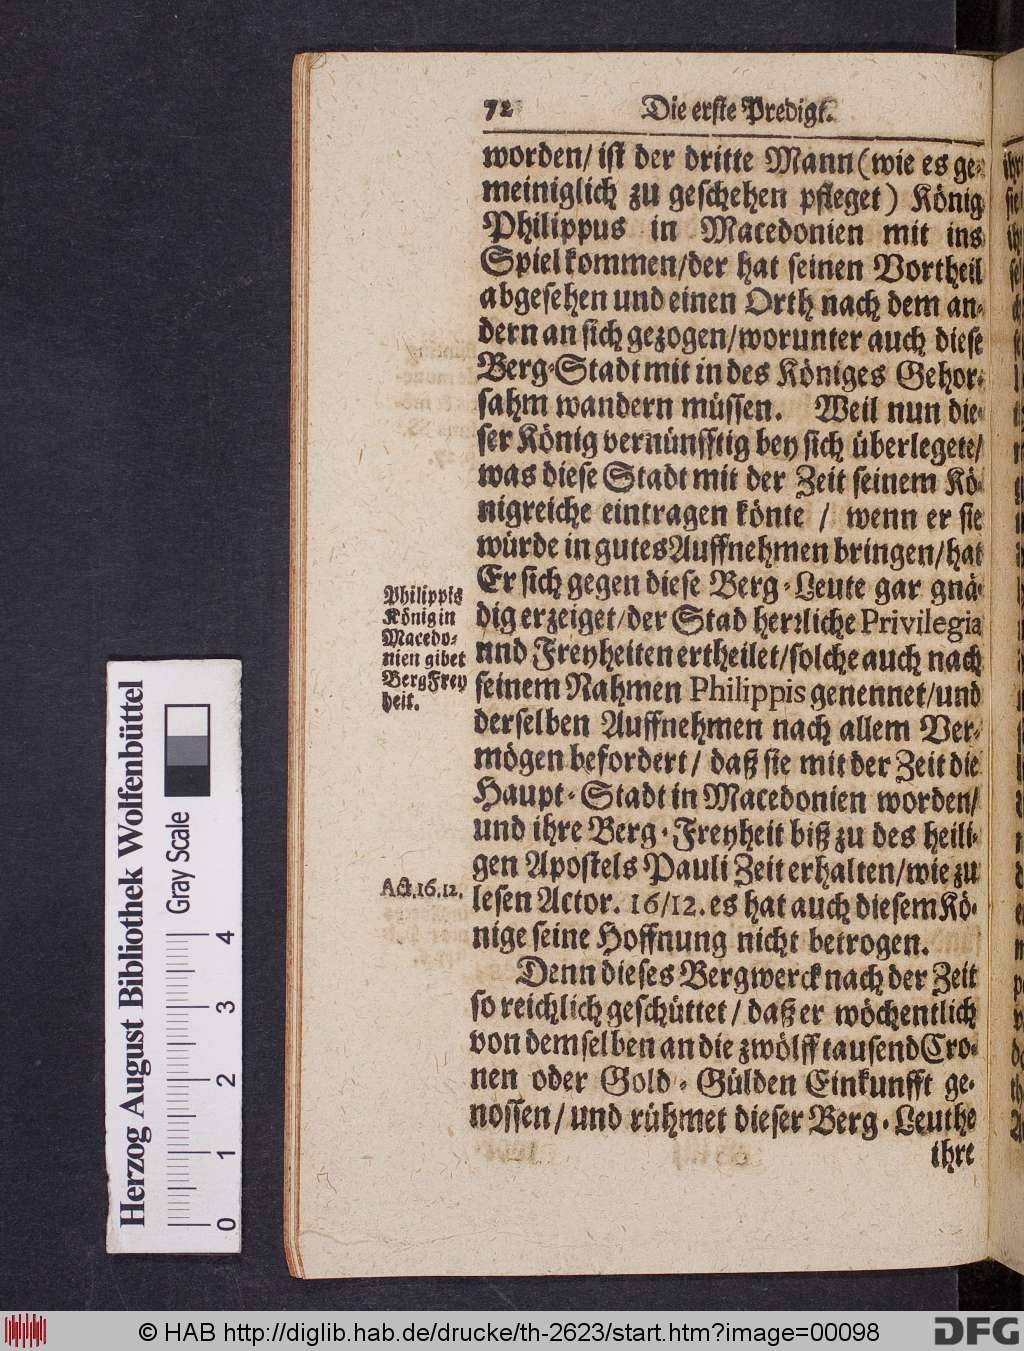 72
Die erste Predigt.
worden/ ist der dritte Mann (wie es ge-
meiniglich zu geschehen pfleget) König
Philippus in Macedonien mit ins
Spiel kommen/der hat seinen Vortheil
abgesehen und einen Orth nach dem an-
dern an sich gezogen/worunter auch diese
Berg-Stadt mit in des Königes Gehor-
sahm wandern müssen. Weil nun die-
ser König vernünfftig bey sich überlegete/
was diese Stadt mit der Zeit seinem Kö-
nigreiche eintragen könte / wenn er sie
würde in gutes Auffnehmen bringen/hat
Er sich gegen diese Berg-Leute gar gnä-
dig erzeiget/der Stad herrliche Privilegia
und Freyheiten ertheilet/solche auch nach
seinem Nahmen Philippis genennet/und
derselben Auffnehmen nach allem Ver-
mögen befordert/ daß sie mit der Zeit die
Haupt-Stadt in Macedonien worden/
und ihre Berg-Freyheit biß zu des heili-
gen Apostels Pauli Zeit erhalten/wie zu
lesen Actor. 16/12. es hat auch diesem Kö-
nige seine Hoffnung nicht betrogen.
Denn dieses Bergwerck nach der Zeit
so reichlich geschüttet/ daß er wöchentlich
von demselben an die zwölff tausend Cro-
nen oder Gold-Gülden Einkunfft ge-
nossen/ und rühmet dieser Berg-Leuthe
ihre
Philippis
König in
Macedo-
nien gibet
Berg Frey
heit.
Act. 16. 12.
Herzog August Bibliothek Wolfenbüttel
Gray Scale
0 1 2 3 4
© HAB http://diglib.hab.de/drucke/th-2623/start.htm?image=00098
DFG